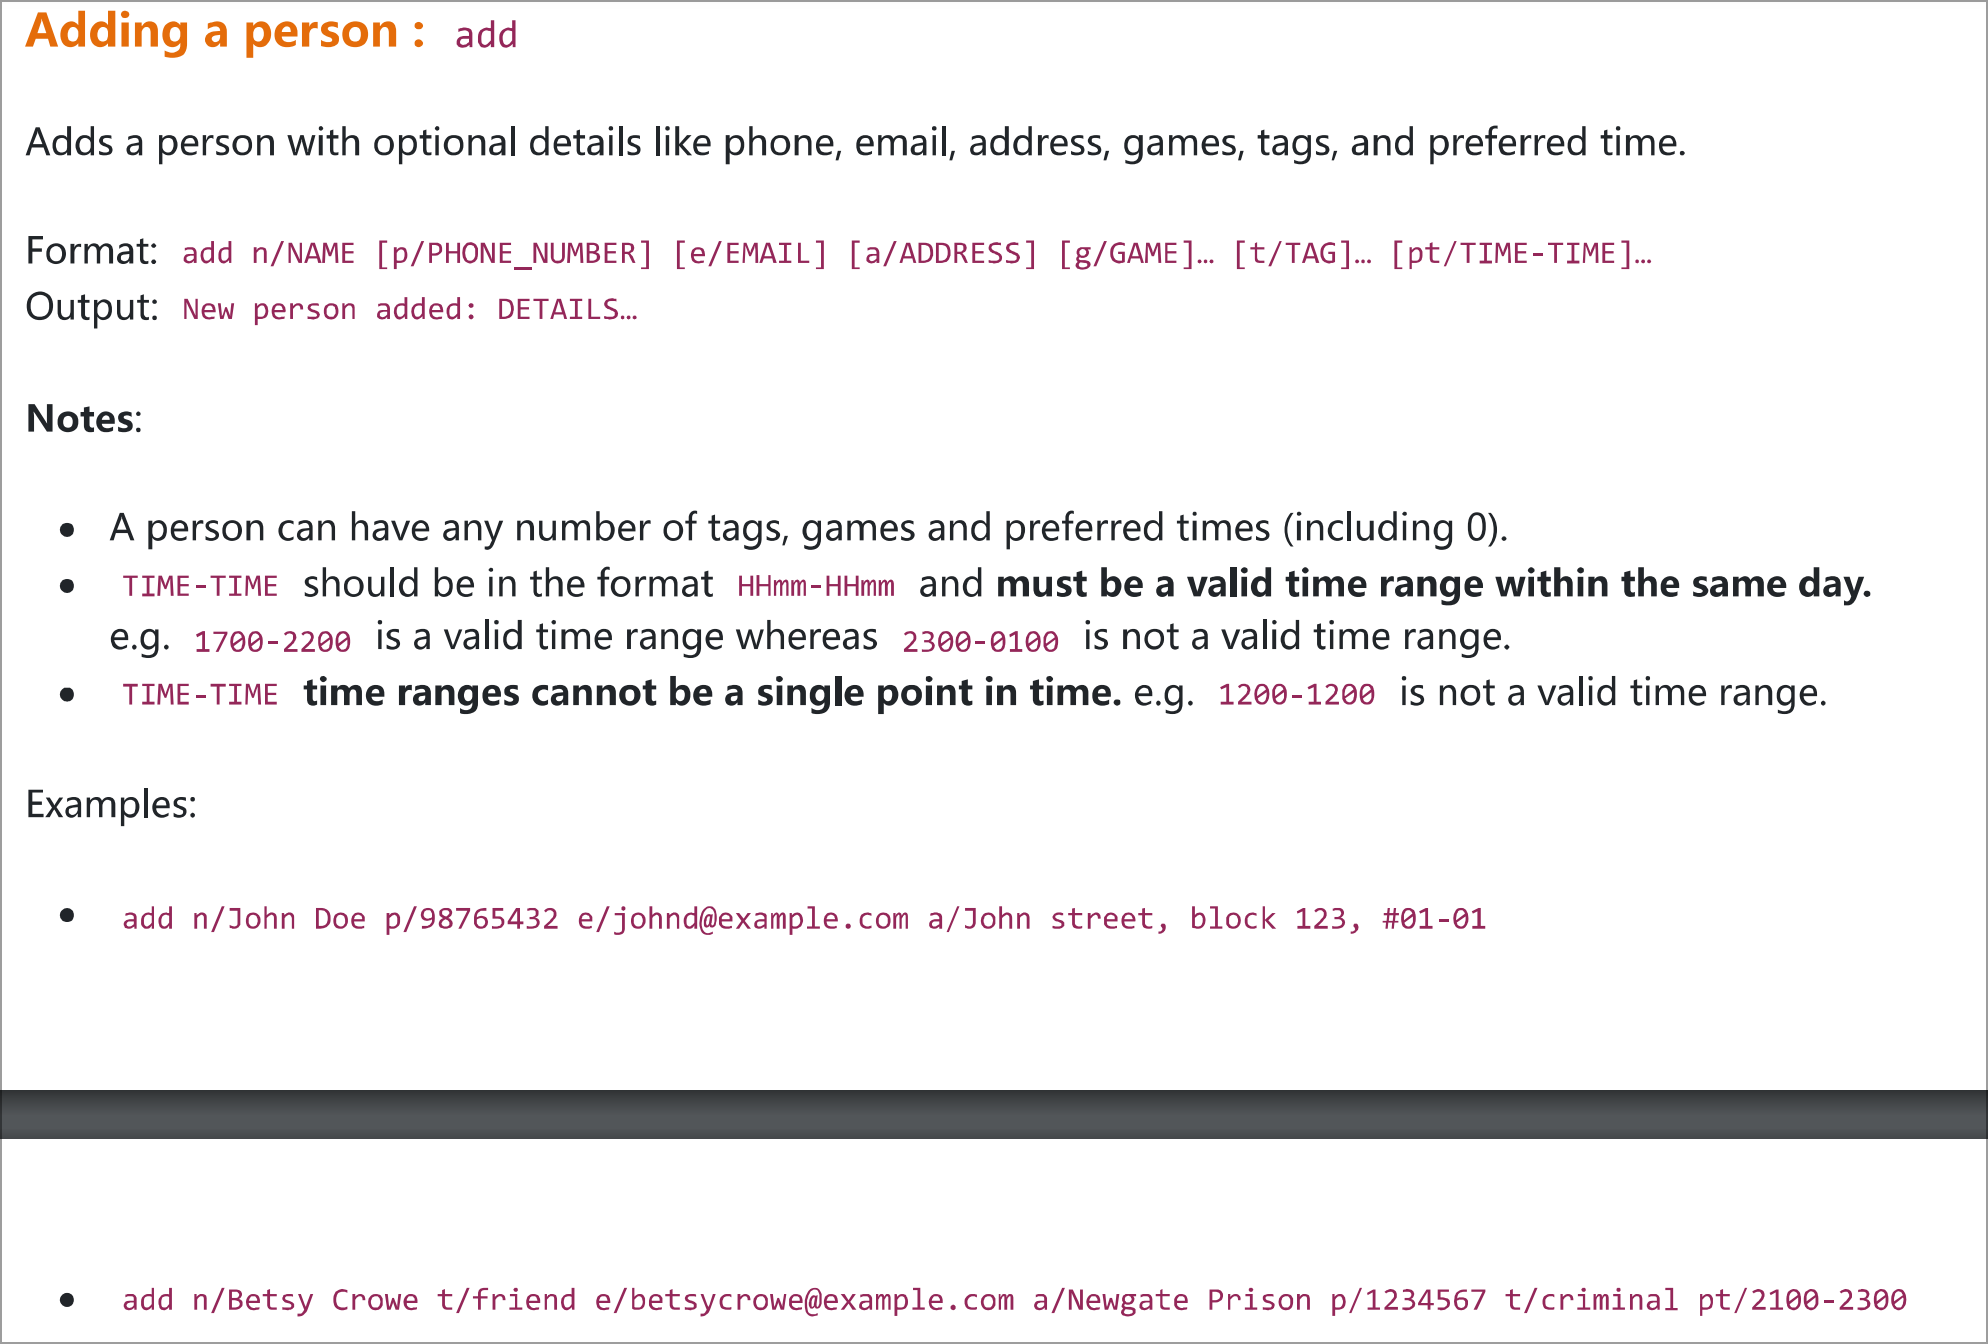 Adding a person : add
Adds a person with optional details like phone, email, address, games, tags, and preferred time.
Format: add n/NAME [p/PHONE_NUMBER] [e/EMAIL] [a/ADDRESS] [g/GAME]… [t/TAG]… [pt/TIME-TIME]…
Output: New person added: DETAILS…
Notes:
• A person can have any number of tags, games and preferred times (including 0).
• TIME-TIME should be in the format HHmm-HHmm and must be a valid time range within the same day.
e.g. 1700-2200 is a valid time range whereas 2300-0100 is not a valid time range.
• TIME-TIME time ranges cannot be a single point in time. e.g. 1200-1200 is not a valid time range.
Examples:
• add n/John Doe p/98765432 e/johnd@example.com a/John street, block 123, #01-01
• add n/Betsy Crowe t/friend e/betsycrowe@example.com a/Newgate Prison p/1234567 t/criminal pt/2100-2300